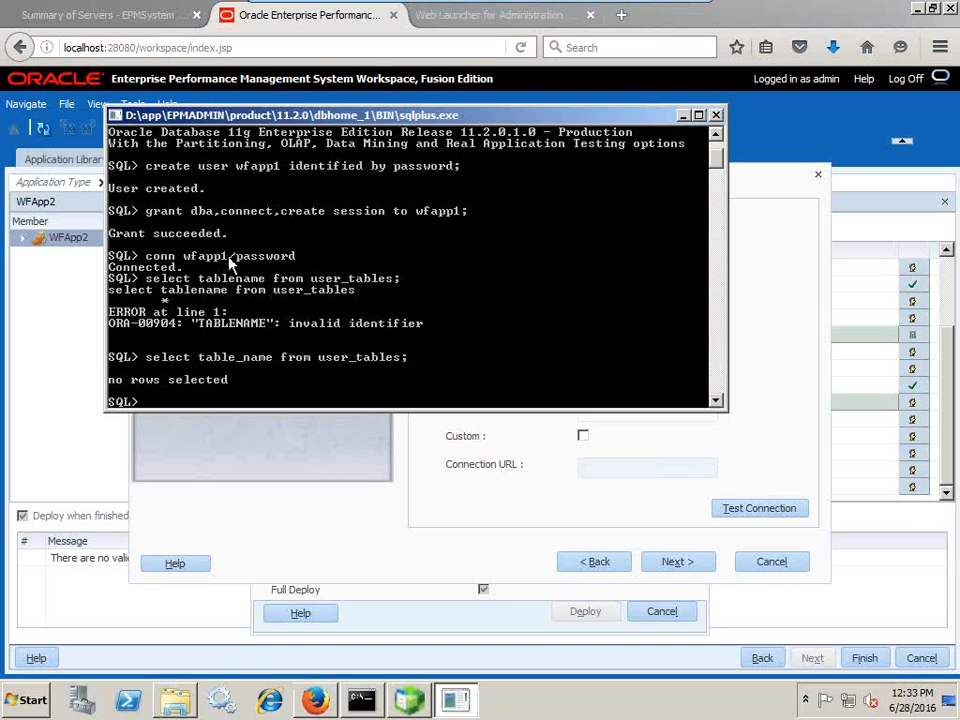 Summary of Servers - EPMSystem ...
Oracle Enterprise Performanc...
Web Launcher for Administration ...
localhost:28080/workspace/index.jsp
Search
ORACLE Enterprise Performance Management System Workspace, Fusion Edition
Logged in as admin Help Log Off
Navigate File View Tools Help
D:\app\EPMADMIN\product\11.2.0\dbhome_1\BIN\sqlplus.exe
Oracle Database 11g Enterprise Edition Release 11.2.0.1.0 - Production
With the Partitioning, OLAP, Data Mining and Real Application Testing options
SQL> create user wfapp1 identified by password;
User created.
SQL> grant dba,connect,create session to wfapp1;
Grant succeeded.
SQL> conn wfapp1/password
Connected.
SQL> select tablename from user_tables;
select tablename from user_tables
*
ERROR at line 1:
ORA-00904: "TABLENAME": invalid identifier
SQL> select table_name from user_tables;
no rows selected
SQL>
Application Librar
Application Type
WFApp2
Member
WFApp2
Custom :
Connection URL :
Test Connection
Help
< Back
Next >
Cancel
Deploy when finished
# Message
There are no vali
Full Deploy
Help
Deploy
Cancel
Help
Back
Next
Finish
Cancel
Start
12:33 PM
6/28/2016